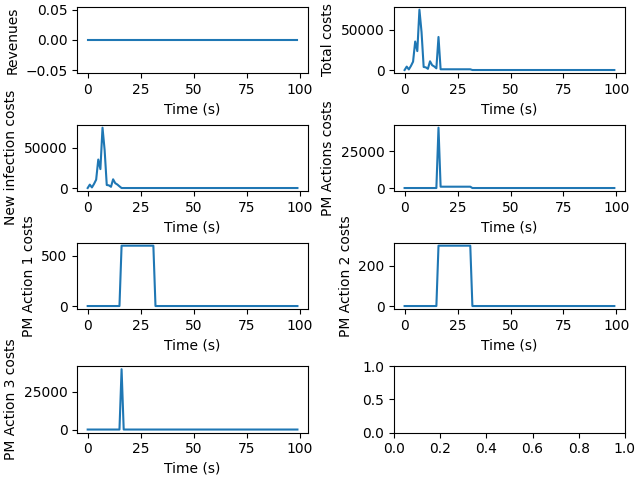 Revenues
0.05
0.00
−0.05
0 25 50 75 100
Time (s)
Total costs
50000
0
0 25 50 75 100
Time (s)
New infection costs
50000
0
0 25 50 75 100
Time (s)
PM Actions costs
25000
0
0 25 50 75 100
Time (s)
PM Action 1 costs
500
0
0 25 50 75 100
Time (s)
PM Action 2 costs
200
0
0 25 50 75 100
Time (s)
PM Action 3 costs
25000
0
0 25 50 75 100
Time (s)
1.0
0.5
0.0
0.0 0.2 0.4 0.6 0.8 1.0